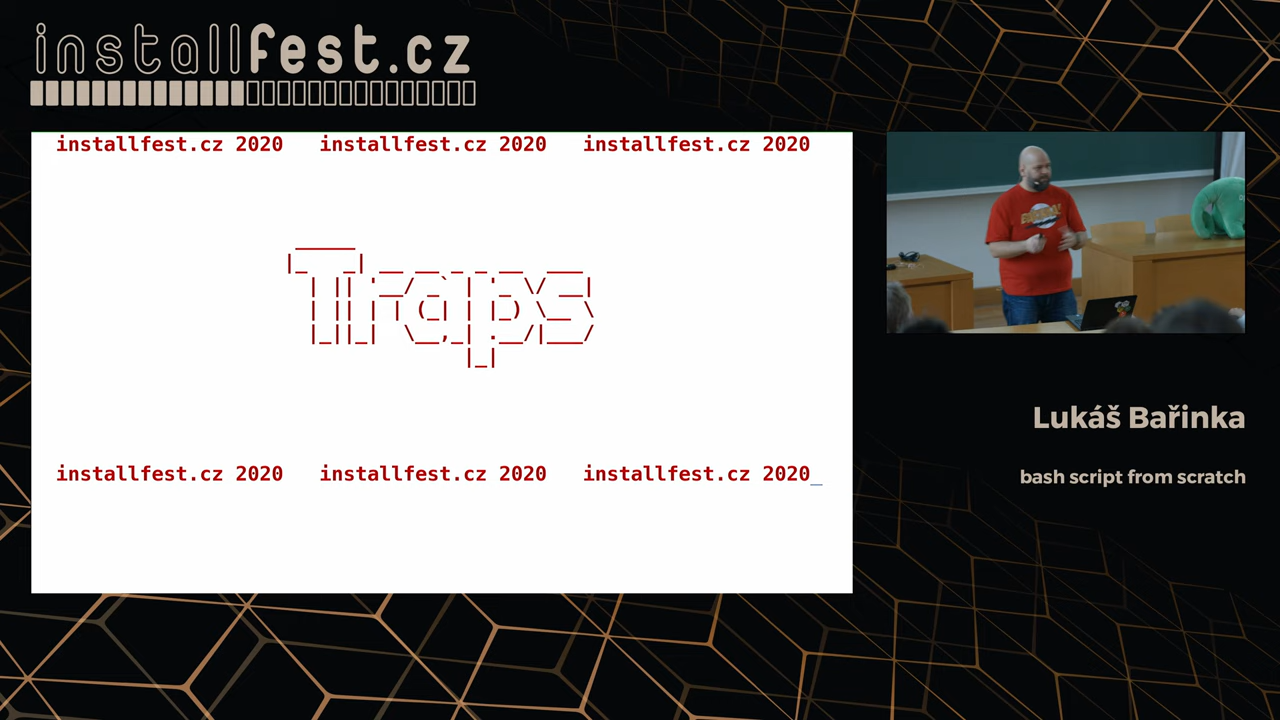 installfest.cz
installfest.cz 2020 installfest.cz 2020 installfest.cz 2020
Traps
installfest.cz 2020 installfest.cz 2020 installfest.cz 2020_
Lukáš Bařinka
bash script from scratch